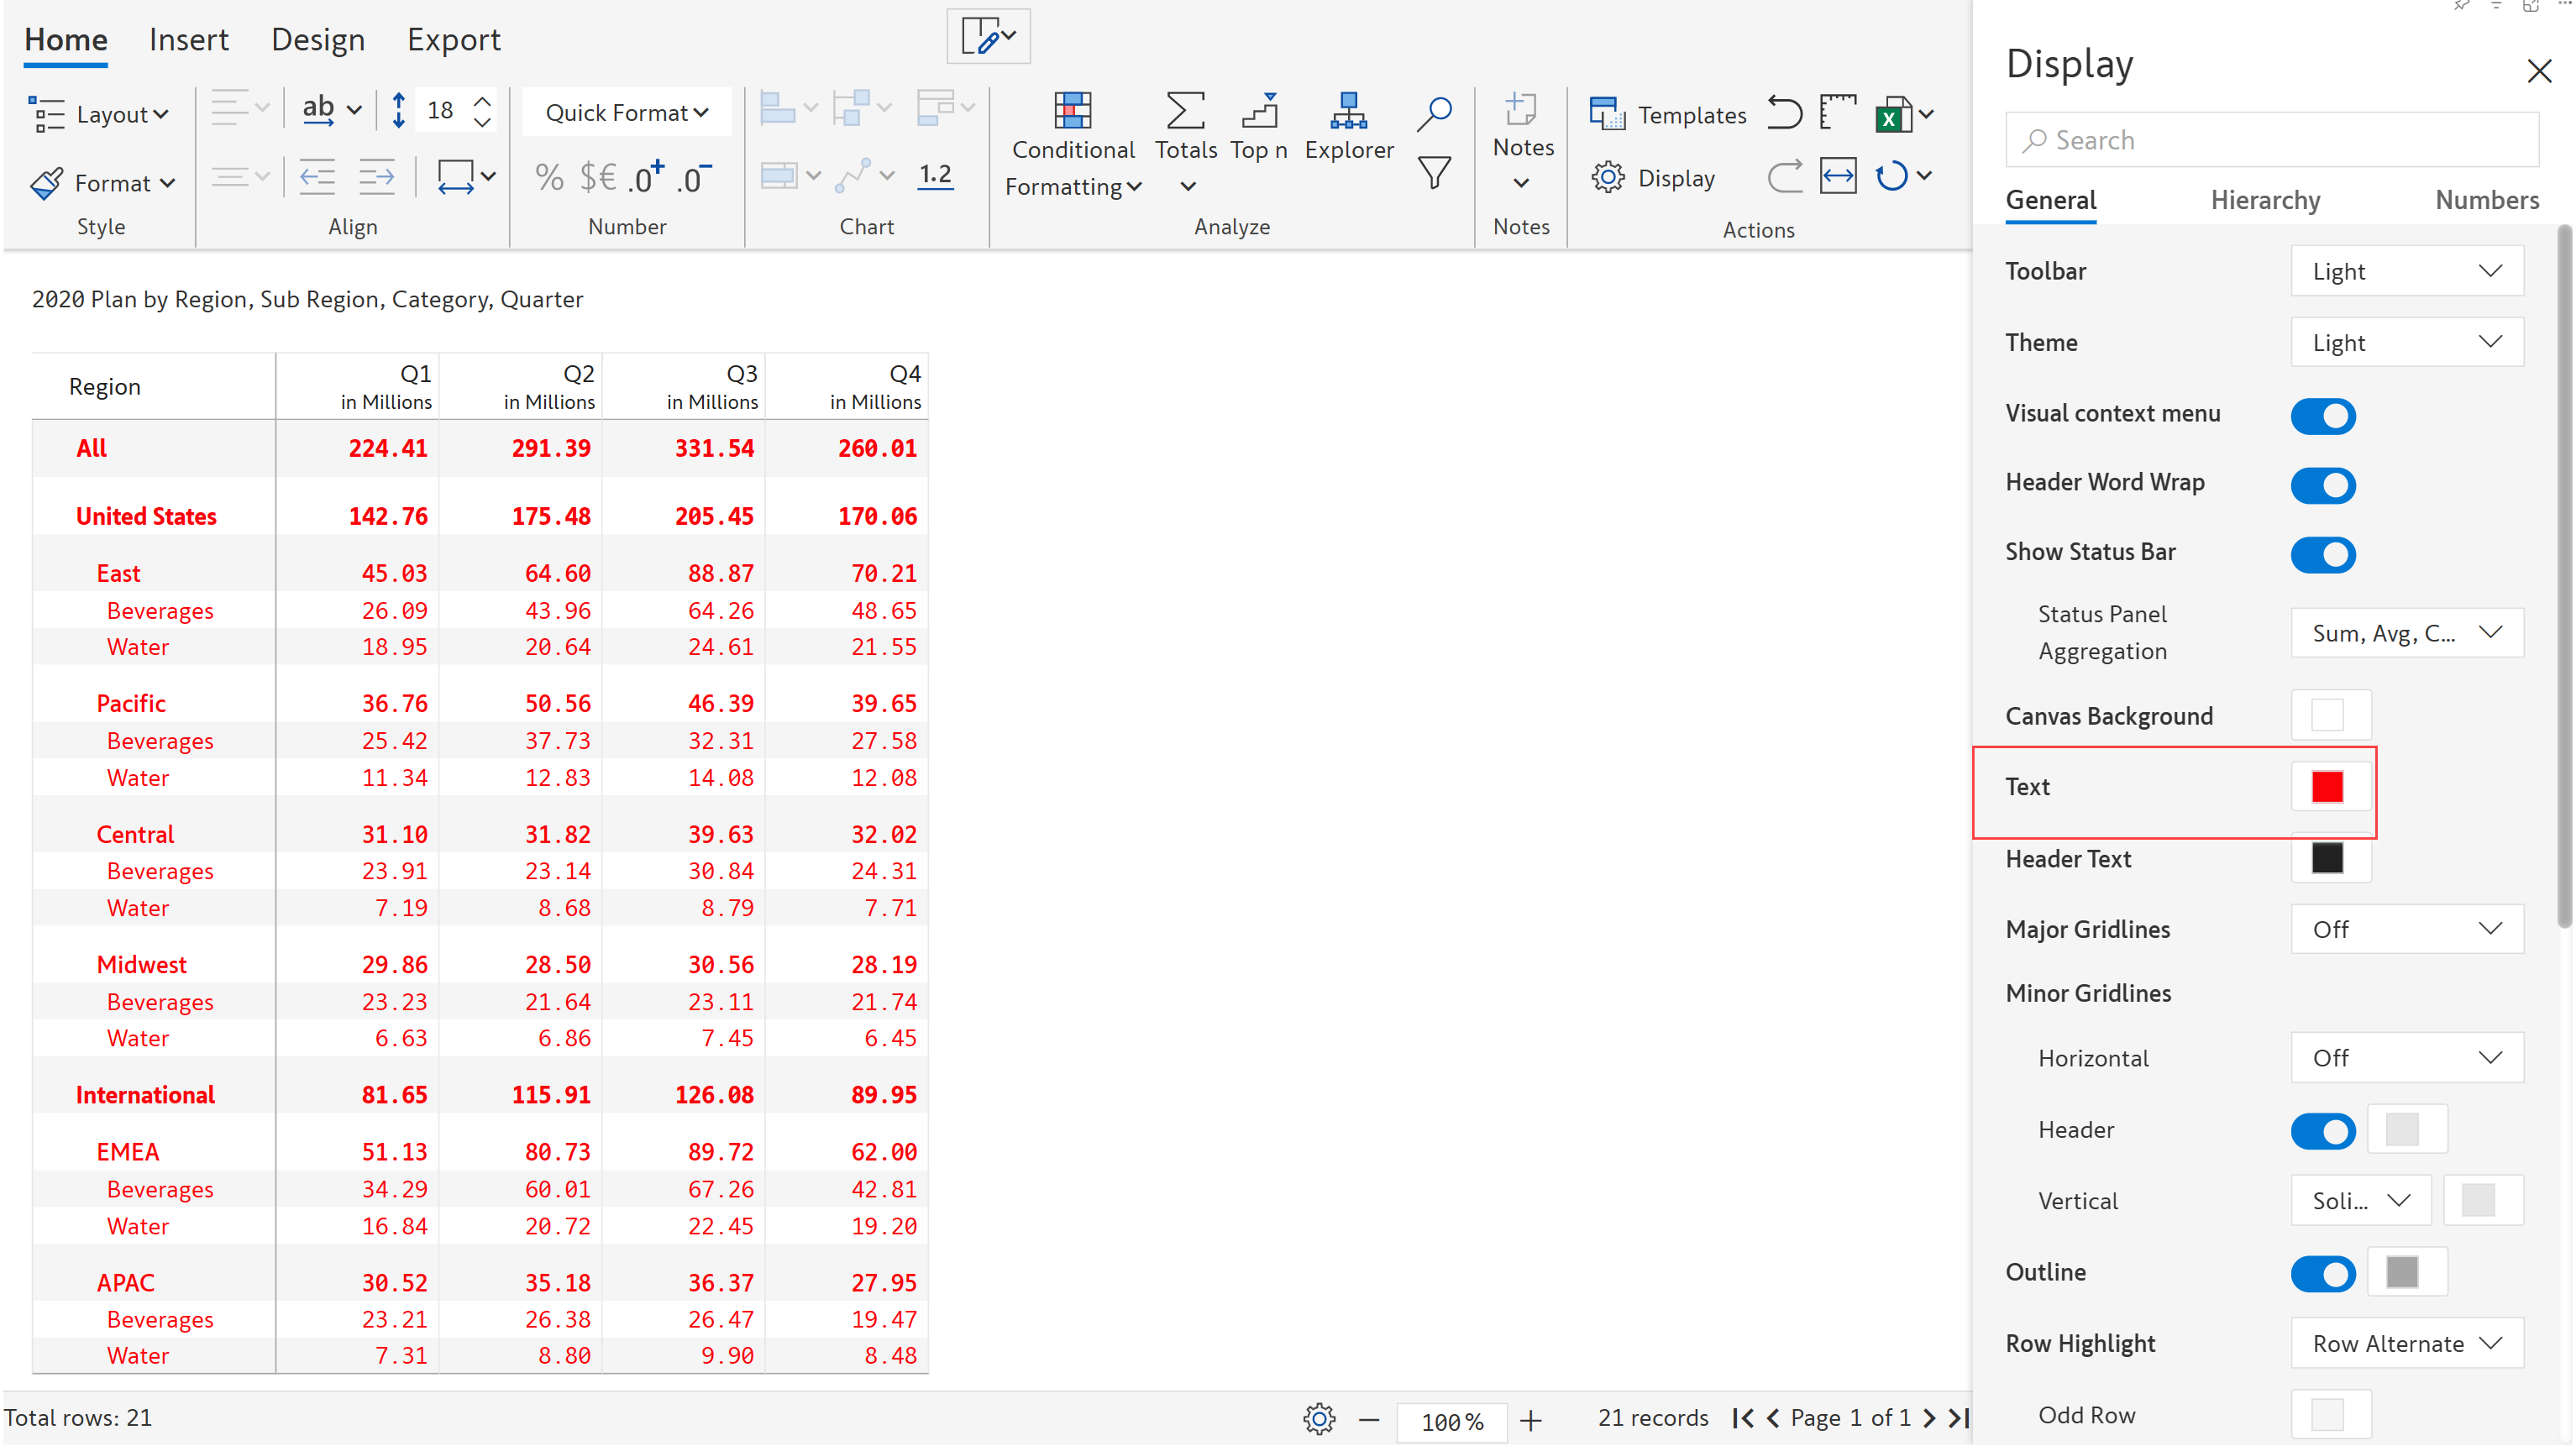 Home Insert Design Export
Layout ab 18 Quick Format
Format % $€ .0+ .0- 1.2
Conditional Formatting Totals Top n Explorer Notes Templates
Display
Style Align Number Chart Analyze Notes Actions
2020 Plan by Region, Sub Region, Category, Quarter
Region Q1 in Millions Q2 in Millions Q3 in Millions Q4 in Millions
All 224.41 291.39 331.54 260.01
United States 142.76 175.48 205.45 170.06
East 45.03 64.60 88.87 70.21
Beverages 26.09 43.96 64.26 48.65
Water 18.95 20.64 24.61 21.55
Pacific 36.76 50.56 46.39 39.65
Beverages 25.42 37.73 32.31 27.58
Water 11.34 12.83 14.08 12.08
Central 31.10 31.82 39.63 32.02
Beverages 23.91 23.14 30.84 24.31
Water 7.19 8.68 8.79 7.71
Midwest 29.86 28.50 30.56 28.19
Beverages 23.23 21.64 23.11 21.74
Water 6.63 6.86 7.45 6.45
International 81.65 115.91 126.08 89.95
EMEA 51.13 80.73 89.72 62.00
Beverages 34.29 60.01 67.26 42.81
Water 16.84 20.72 22.45 19.20
APAC 30.52 35.18 36.37 27.95
Beverages 23.21 26.38 26.47 19.47
Water 7.31 8.80 9.90 8.48
Total rows: 21 100% 21 records Page 1 of 1
Display
Search
General Hierarchy Numbers
Toolbar Light
Theme Light
Visual context menu
Header Word Wrap
Show Status Bar
Status Panel Aggregation Sum, Avg, C...
Canvas Background
Text
Header Text
Major Gridlines Off
Minor Gridlines
Horizontal Off
Header
Vertical Soli...
Outline
Row Highlight Row Alternate
Odd Row